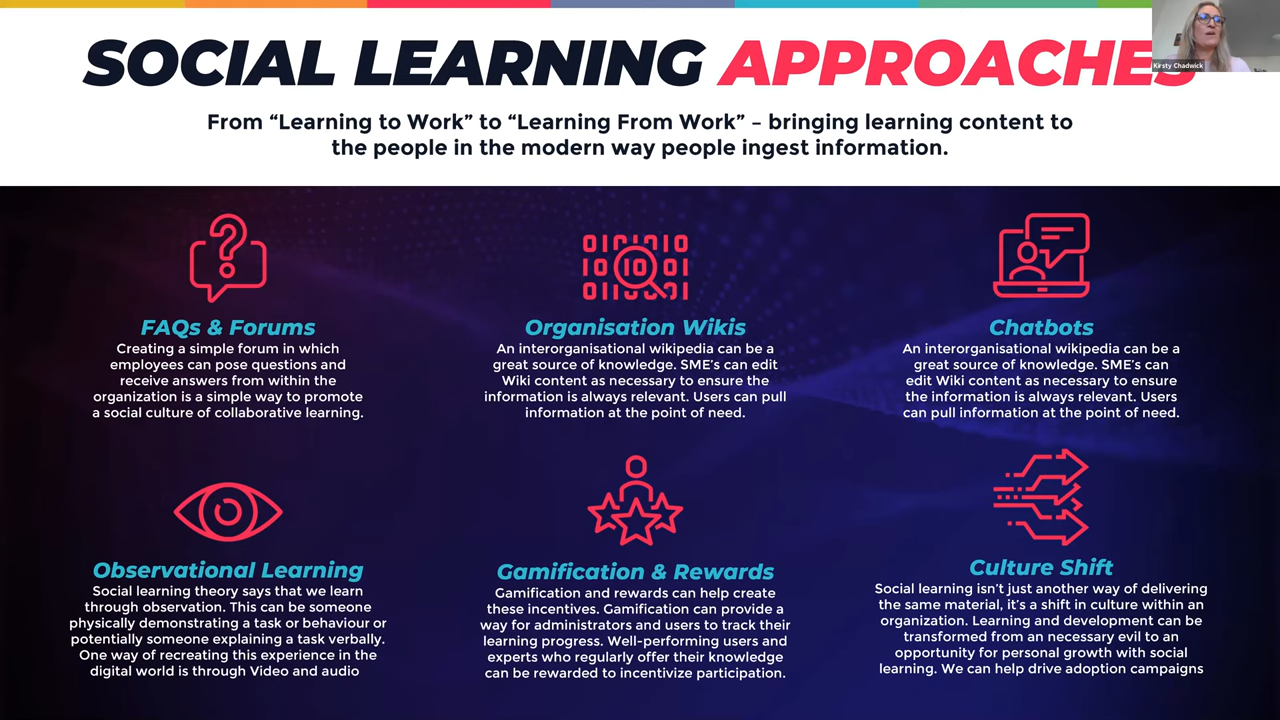 SOCIAL LEARNING APPROACHES
Kirsty Chadwick
From “Learning to Work” to “Learning From Work” – bringing learning content to
the people in the modern way people ingest information.
FAQs & Forums
Creating a simple forum in which
employees can pose questions and
receive answers from within the
organization is a simple way to promote
a social culture of collaborative learning.
Organisation Wikis
An interorganisational wikipedia can be a
great source of knowledge. SME’s can edit
Wiki content as necessary to ensure the
information is always relevant. Users can pull
information at the point of need.
Chatbots
An interorganisational wikipedia can be a
great source of knowledge. SME’s can
edit Wiki content as necessary to ensure
the information is always relevant. Users
can pull information at the point of need.
Observational Learning
Social learning theory says that we learn
through observation. This can be someone
physically demonstrating a task or behaviour or
potentially someone explaining a task verbally.
One way of recreating this experience in the
digital world is through Video and audio
Gamification & Rewards
Gamification and rewards can help create
these incentives. Gamification can provide a
way for administrators and users to track their
learning progress. Well-performing users and
experts who regularly offer their knowledge
can be rewarded to incentivize participation.
Culture Shift
Social learning isn’t just another way of delivering
the same material, it’s a shift in culture within an
organization. Learning and development can be
transformed from an necessary evil to an
opportunity for personal growth with social
learning. We can help drive adoption campaigns